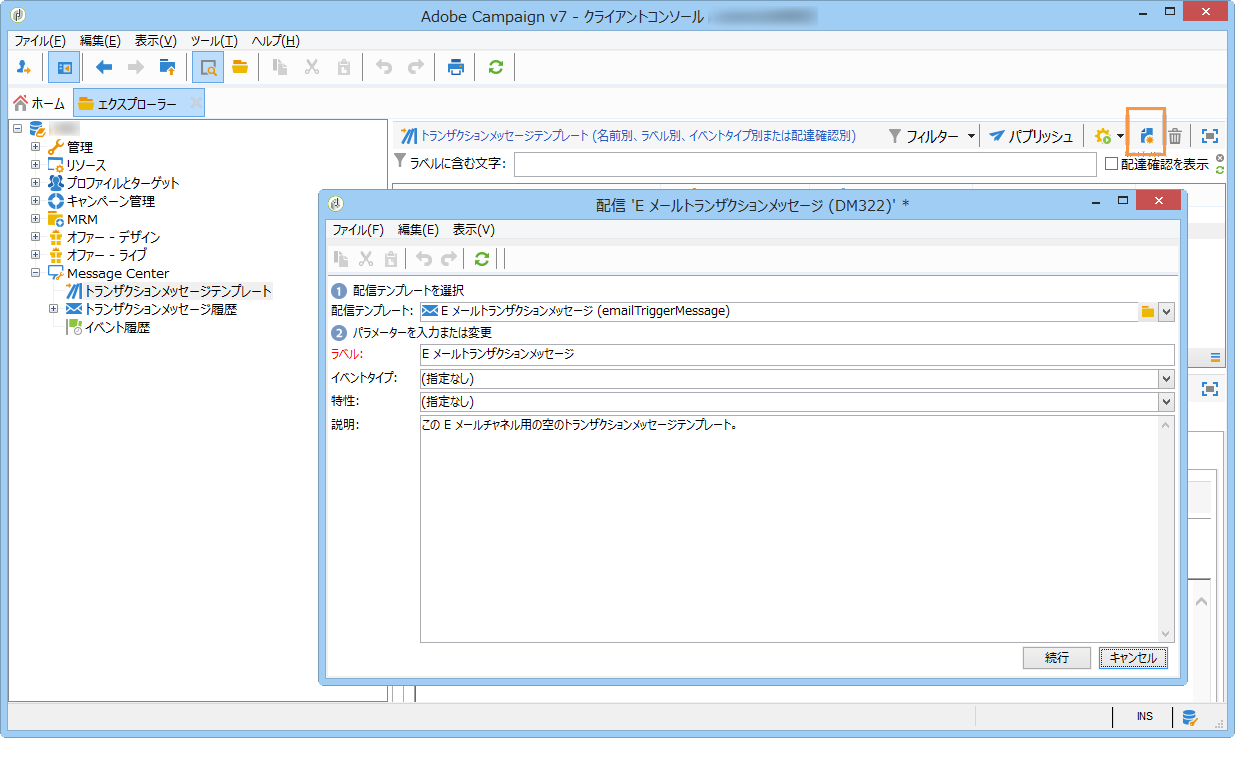 Adobe Campaign v7 - クライアントコンソール
ファイル(F) 編集(E) 表示(V) ツール(T) ヘルプ(H)
ホーム エクスプローラー
管理
リソース
プロファイルとターゲット
キャンペーン管理
MRM
オファー - デザイン
オファー - ライブ
Message Center
トランザクションメッセージテンプレート
トランザクションメッセージ履歴
イベント履歴
トランザクションメッセージテンプレート (名前別、ラベル別、イベントタイプ別または配達確認別) フィルター パブリッシュ
ラベルに含む文字: 配達確認を表示
配信 'E メールトランザクションメッセージ (DM322)' *
ファイル(F) 編集(E) 表示(V)
1 配信テンプレートを選択
配信テンプレート: E メールトランザクションメッセージ (emailTriggerMessage)
2 パラメーターを入力または変更
ラベル: E メールトランザクションメッセージ
イベントタイプ: (指定なし)
特性: (指定なし)
説明: この E メールチャネル用の空のトランザクションメッセージテンプレート。
続行 キャンセル
INS